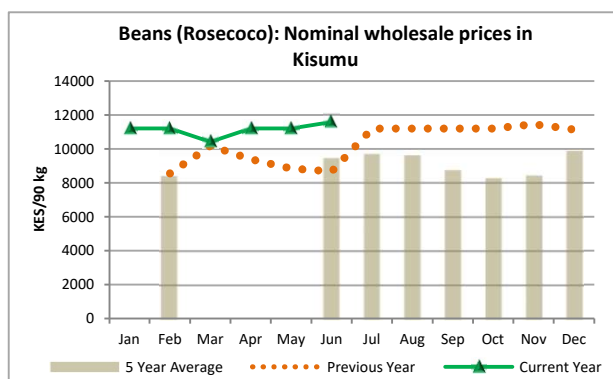 Beans (Rosecoco): Nominal wholesale prices in
Kisumu
14000
12000
10000
8000
6000
4000
2000
0
KES/90 kg
Jan Feb Mar Apr May Jun Jul Aug Sep Oct Nov Dec
5 Year Average Previous Year Current Year